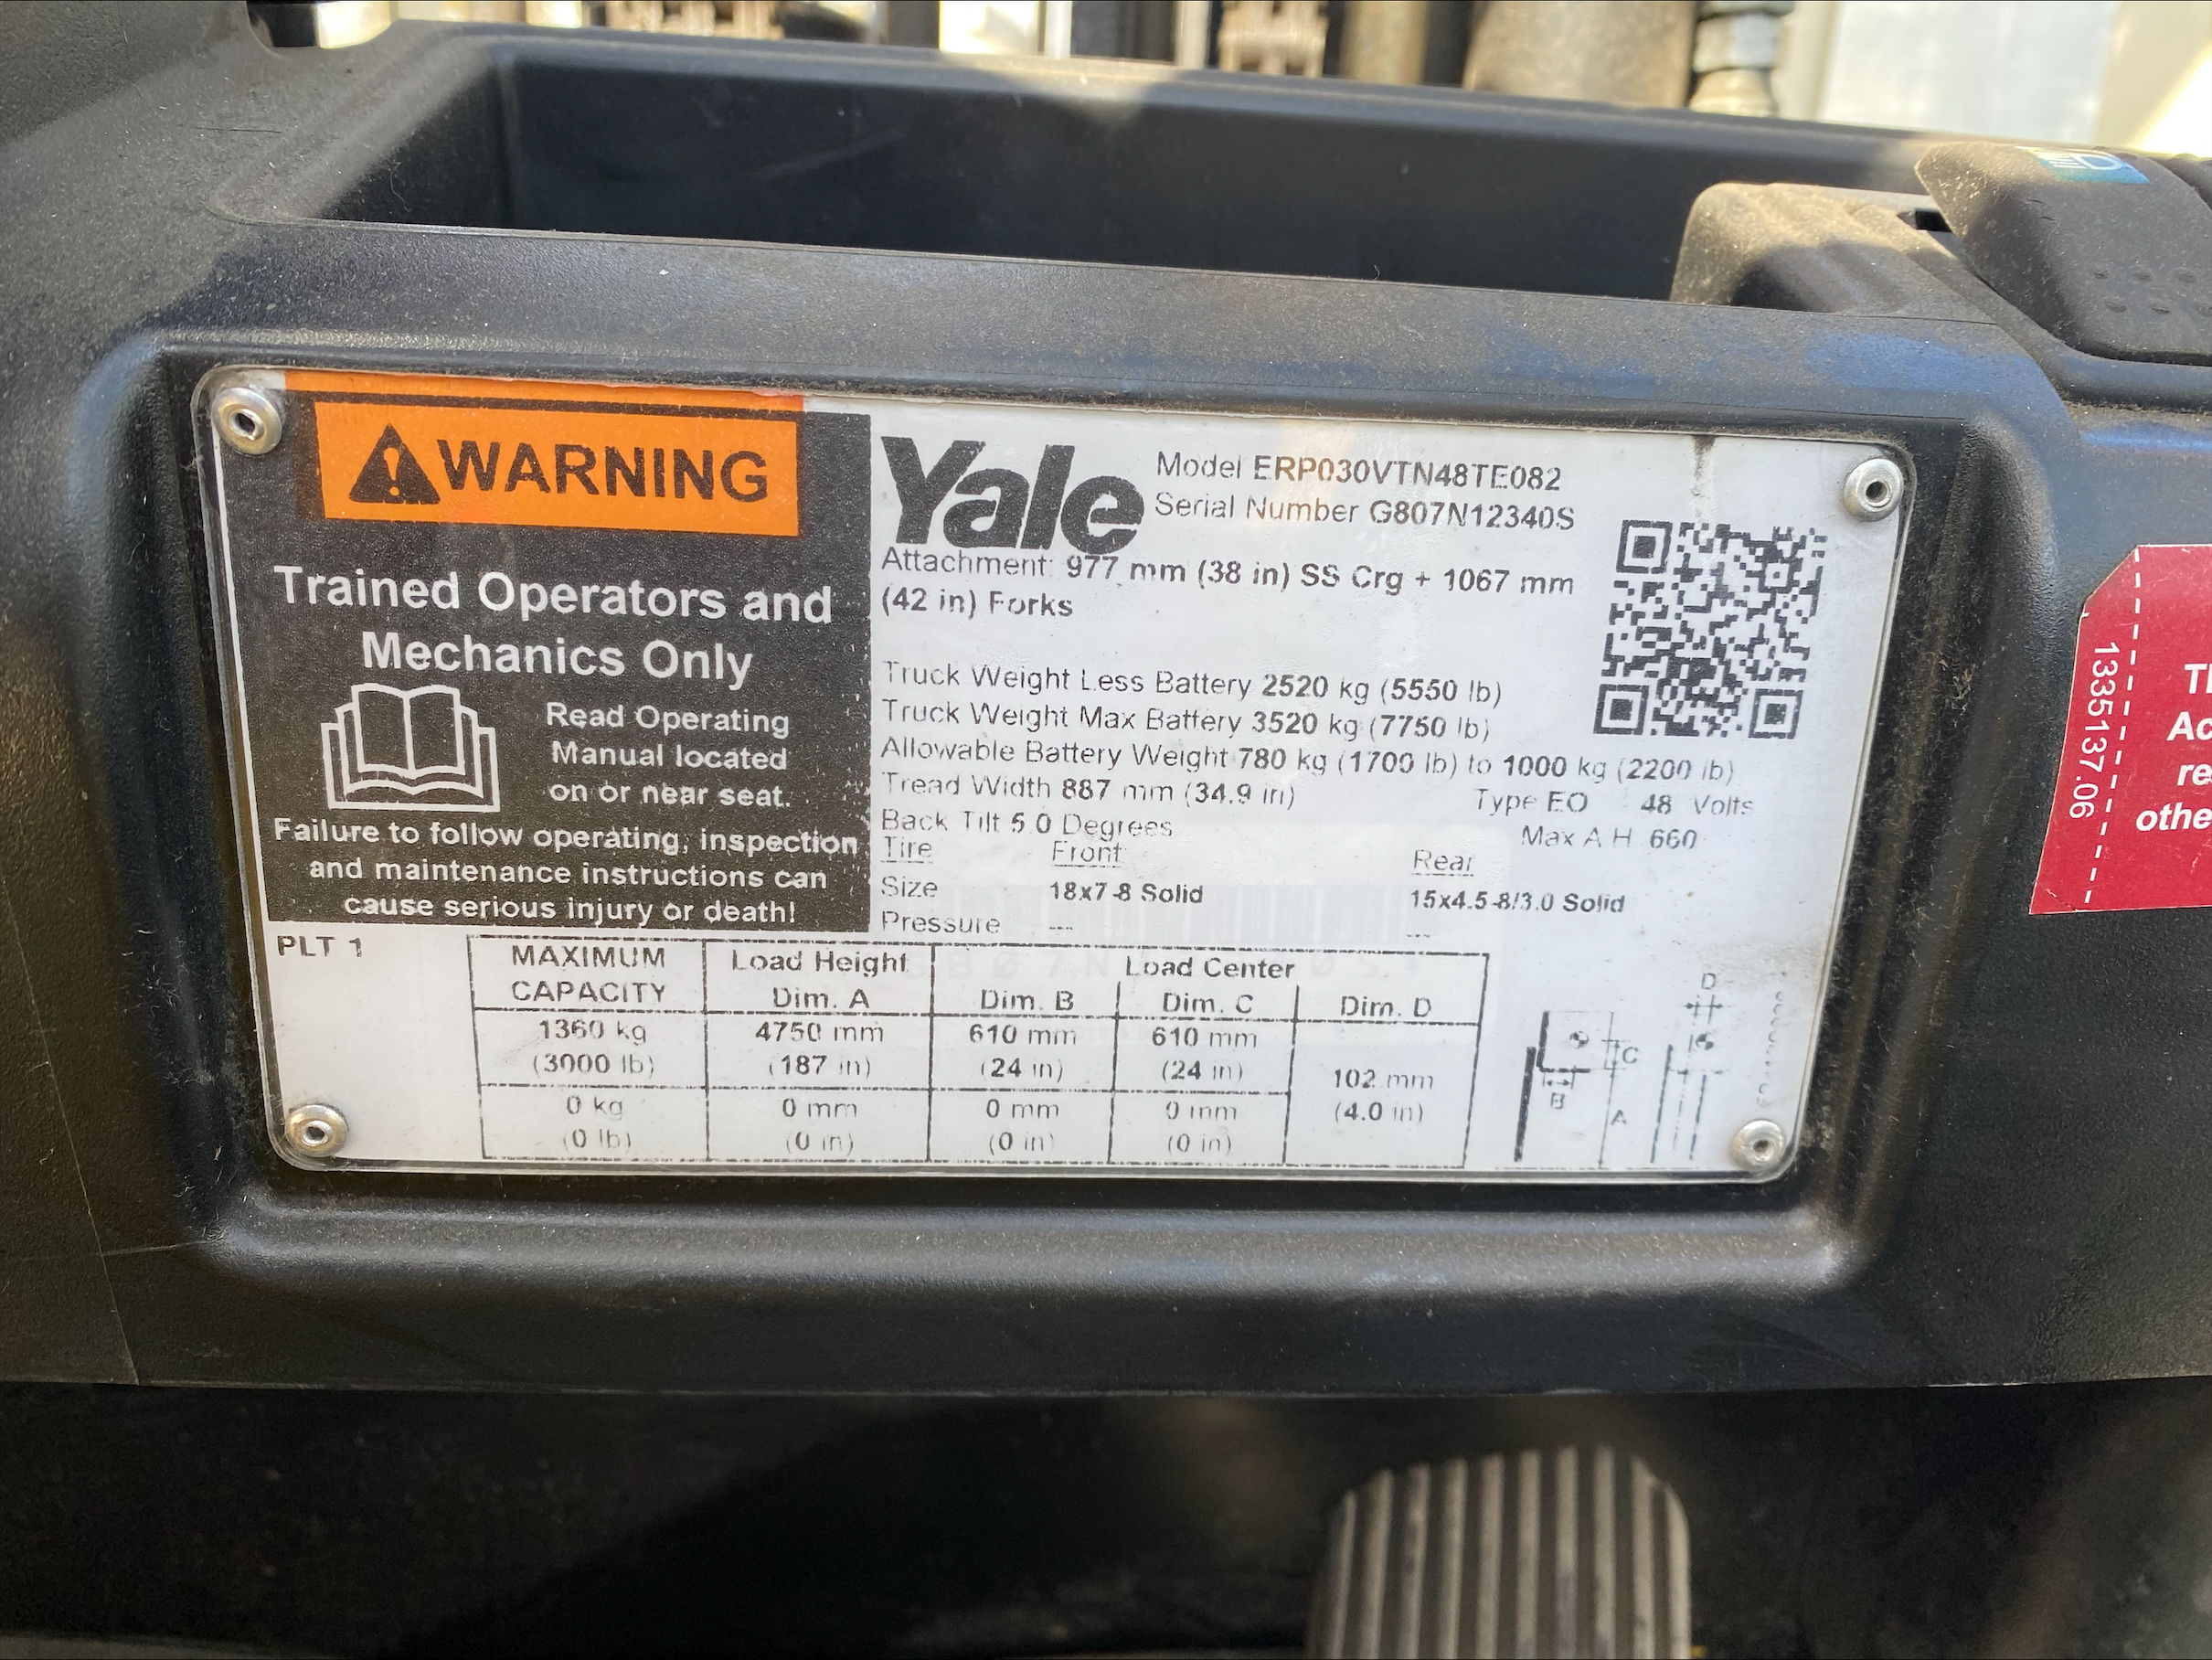 WARNING
Trained Operators and
Mechanics Only
Read Operating
Manual located
on or near seat.
Failure to follow operating, inspection
and maintenance instructions can
cause serious injury or death!
Yale
Model ERP030VTN48TE082
Serial Number G807N12340S
Attachment: 977 mm (38 in) SS Crg + 1067 mm
(42 in) Forks
Truck Weight Less Battery 2520 kg (5550 lb)
Truck Weight Max Battery 3520 kg (7750 lb)
Allowable Battery Weight 780 kg (1700 lb) to 1000 kg (2200 lb)
Tread Width 887 mm (34.9 in) Type EO 48 Volts
Back Tilt 5.0 Degrees Max A H 660
Tire Front Rear
Size 18x7-8 Solid 15x4.5-8/3.0 Solid
Pressure --- ---
PLT 1
MAXIMUM Load Height Load Center
CAPACITY Dim. A Dim. B Dim. C Dim. D
1360 kg 4750 mm 610 mm 610 mm
(3000 lb) (187 in) (24 in) (24 in) 102 mm
0 kg 0 mm 0 mm 0 mm (4.0 in)
(0 lb) (0 in) (0 in) (0 in)
D
C
B
A
1335137.06